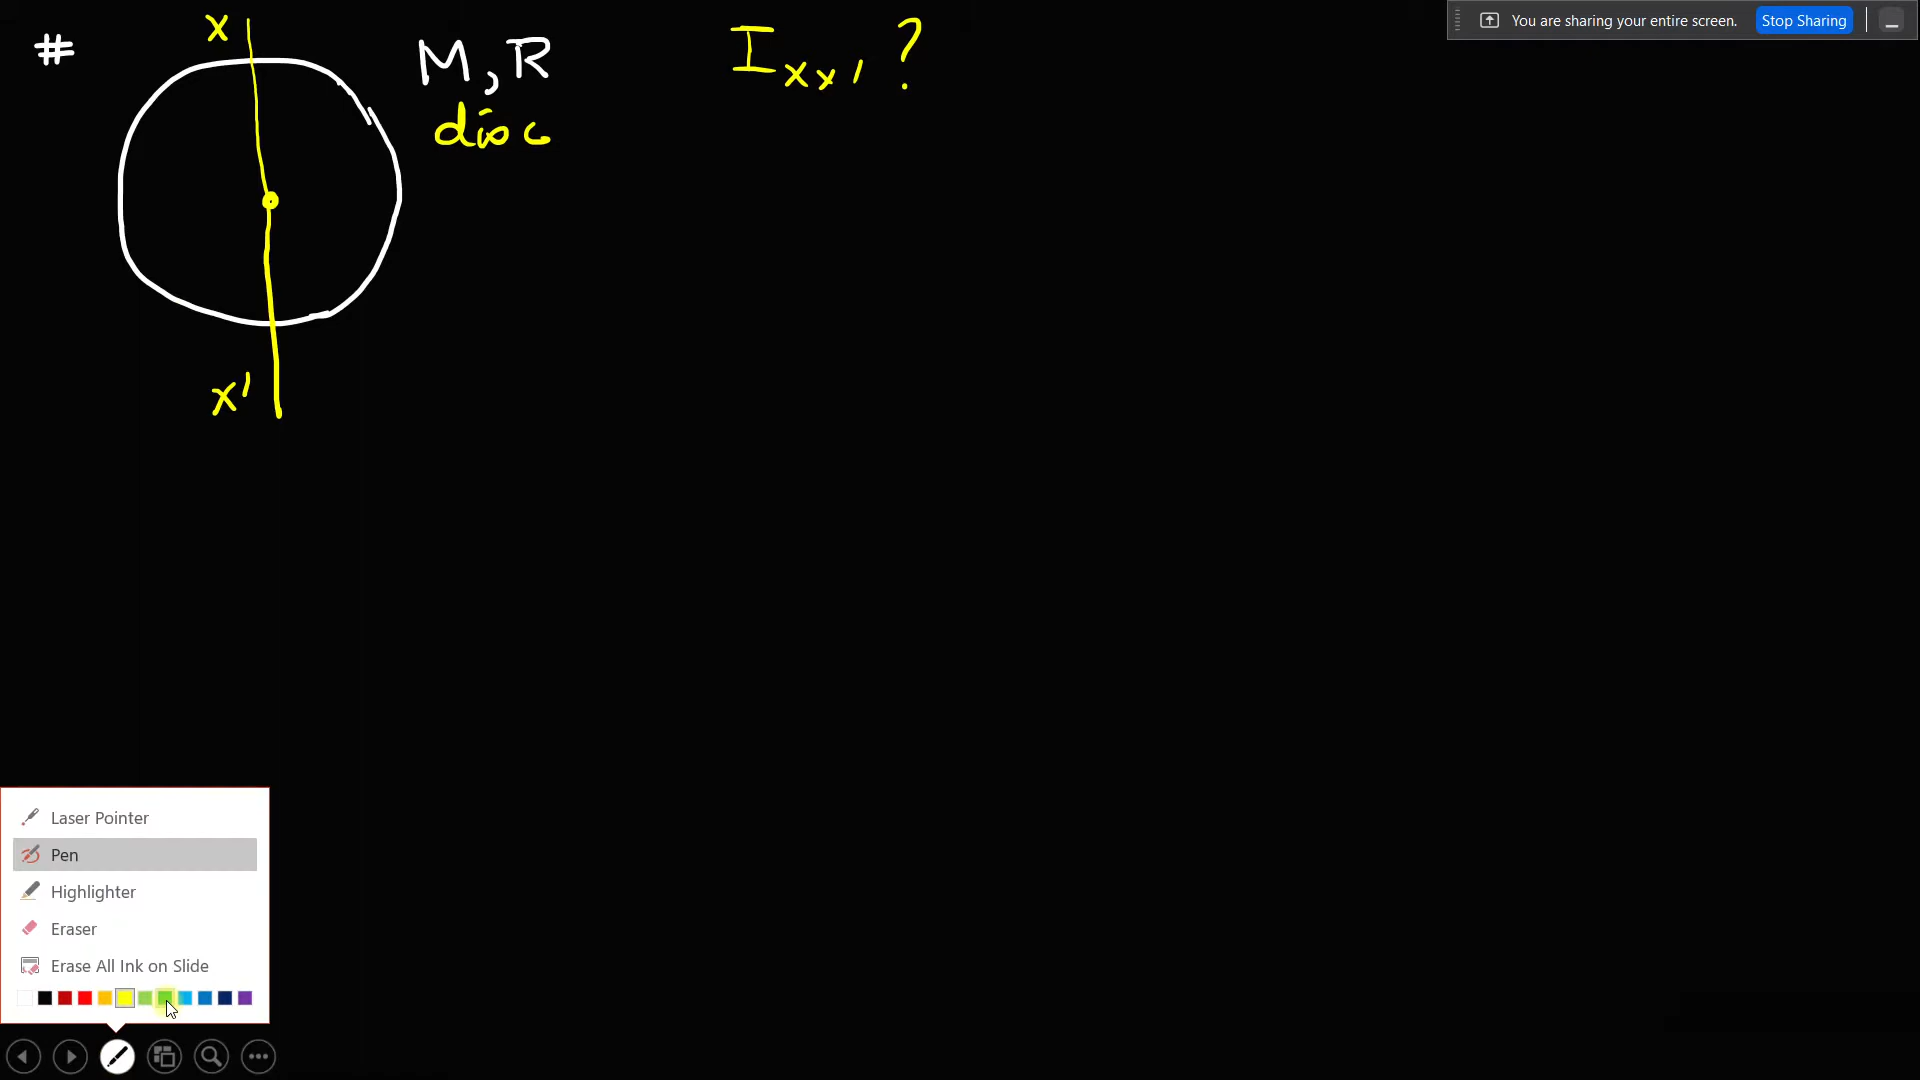 You are sharing your entire screen. Stop Sharing
# X M, R I xx' ?
disc
x'
Laser Pointer
Pen
Highlighter
Eraser
Erase All Ink on Slide